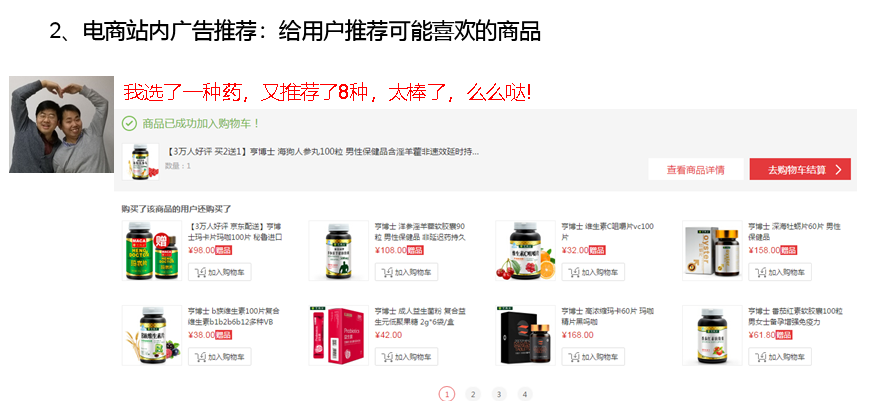 2、电商站内广告推荐：给用户推荐可能喜欢的商品
我选了一种药，又推荐了8种，太棒了，么么哒!
商品已成功加入购物车！
【3万人好评 买2送1】亨博士 海狗人参丸100粒 男性保健品含淫羊藿非速效延时持...
数量：1
查看商品详情
去购物车结算
购买了该商品的用户还购买了
【3万人好评 京东配送】亨博
士玛卡片玛咖100片 秘鲁进口
¥98.00赠品
加入购物车
亨博士 洋参淫羊藿软胶囊90
粒 男性保健品 非延迟药持久
¥108.00赠品
加入购物车
亨博士 维生素C咀嚼片vc100
片
¥32.00赠品
加入购物车
亨博士 深海牡蛎片60片 男性
保健品
¥158.00赠品
加入购物车
亨博士 b族维生素100片复合
维生素b1b2b6b12多种VB
¥38.00赠品
加入购物车
亨博士 成人益生菌粉 复合益
生元低聚果糖 2g*6袋/盒
¥42.00
加入购物车
亨博士 高浓缩玛卡60片 玛咖
精片黑玛咖
¥168.00
加入购物车
亨博士 番茄红素软胶囊100粒
男女士备孕增强免疫力
¥61.80赠品
加入购物车
1 2 3 4